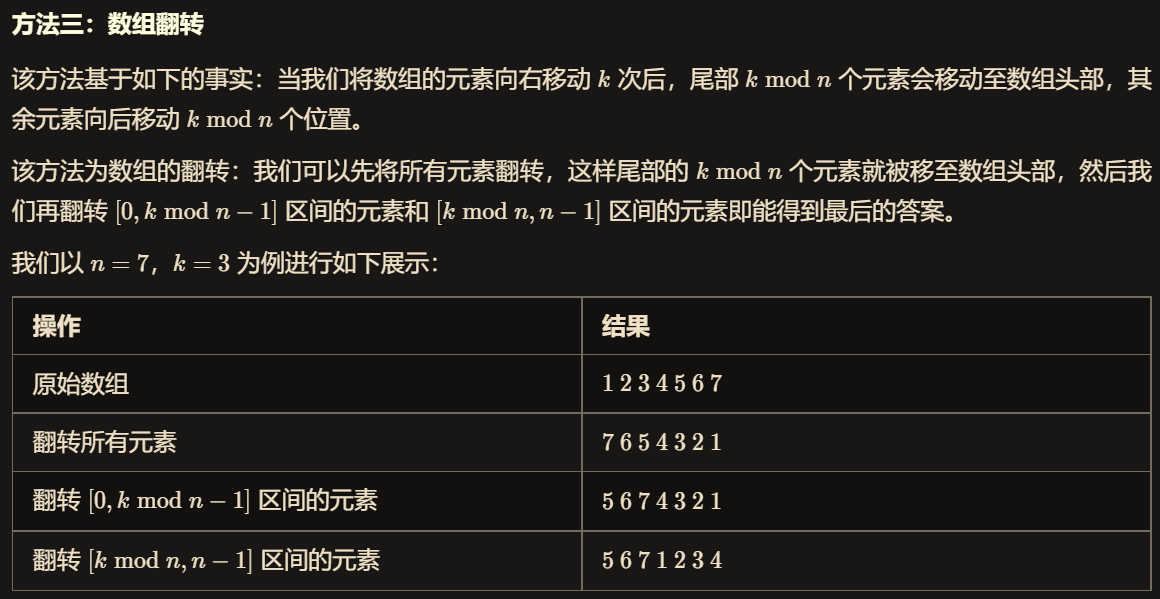 方法三：数组翻转
该方法基于如下的事实：当我们将数组的元素向右移动 k 次后，尾部 k mod n 个元素会移动至数组头部，其
余元素向后移动 k mod n 个位置。
该方法为数组的翻转：我们可以先将所有元素翻转，这样尾部的 k mod n 个元素就被移至数组头部，然后我
们再翻转 [0, k mod n − 1] 区间的元素和 [k mod n, n − 1] 区间的元素即能得到最后的答案。
我们以 n = 7，k = 3 为例进行如下展示：
操作 结果
原始数组 1 2 3 4 5 6 7
翻转所有元素 7 6 5 4 3 2 1
翻转 [0, k mod n − 1] 区间的元素 5 6 7 4 3 2 1
翻转 [k mod n, n − 1] 区间的元素 5 6 7 1 2 3 4